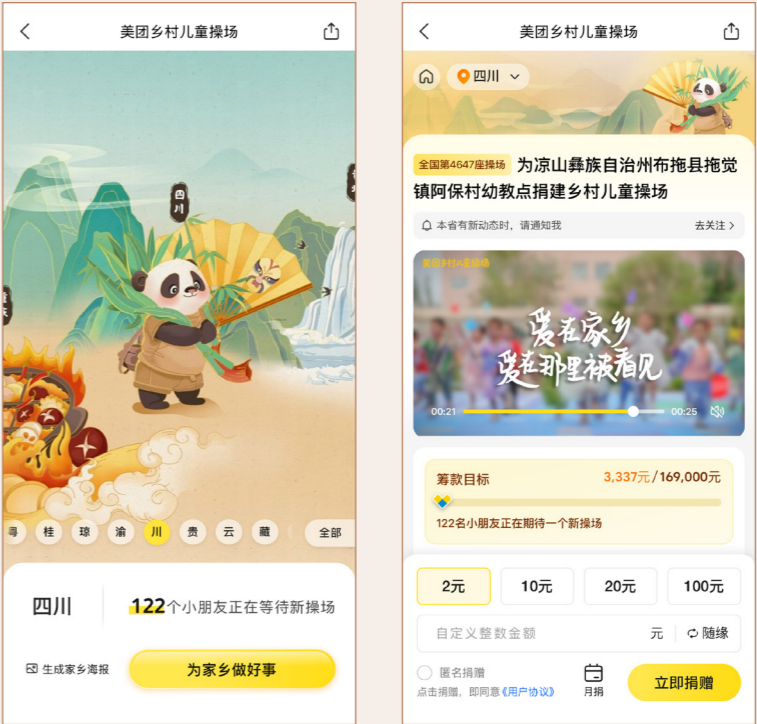 美团乡村儿童操场
四川
寻
桂
琼
渝
川
贵
云
藏
全部
四川
122个小朋友正在等待新操场
生成家乡海报
为家乡做好事
美团乡村儿童操场
四川
全国第4647座操场 为凉山彝族自治州布拖县拖觉
镇阿保村幼教点捐建乡村儿童操场
本省有新动态时，请通知我
去关注
美团乡村儿童操场
爱在家乡
爱在那里被看见
00:21
00:25
筹款目标
3,337元/169,000元
122名小朋友正在期待一个新操场
2元
10元
20元
100元
自定义整数金额
元
随缘
匿名捐赠
点击捐赠，即同意《用户协议》
月捐
立即捐赠